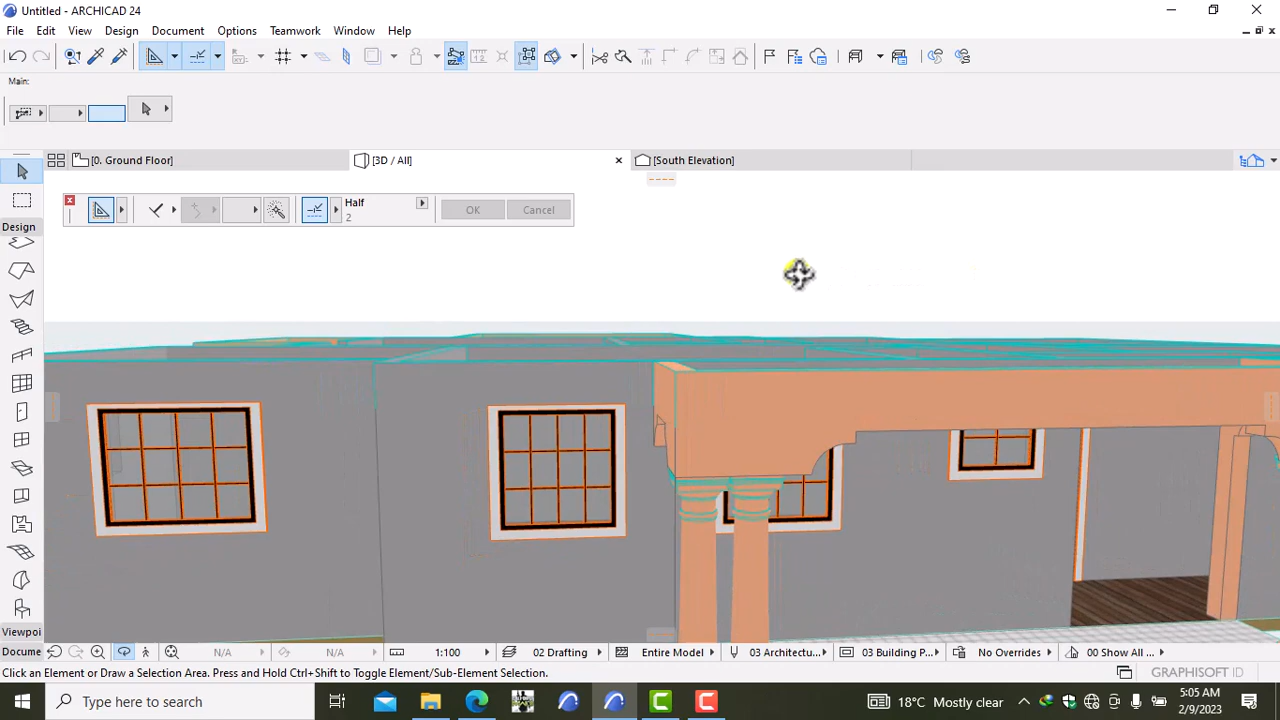 Untitled - ARCHICAD 24
File Edit View Design Document Options Teamwork Window Help
Main:
[0. Ground Floor] [3D / All] [South Elevation]
Half
2
OK Cancel
Design
Viewpoi
Docume N/A N/A 1:100 02 Drafting Entire Model 03 Architectu... 03 Building P... No Overrides 00 Show All ...
Click an Element or Draw a Selection Area. Press and Hold Ctrl+Shift to Toggle Element/Sub-Element Selection.
GRAPHISOFT ID
Type here to search
18°C Mostly clear
5:05 AM
2/9/2023